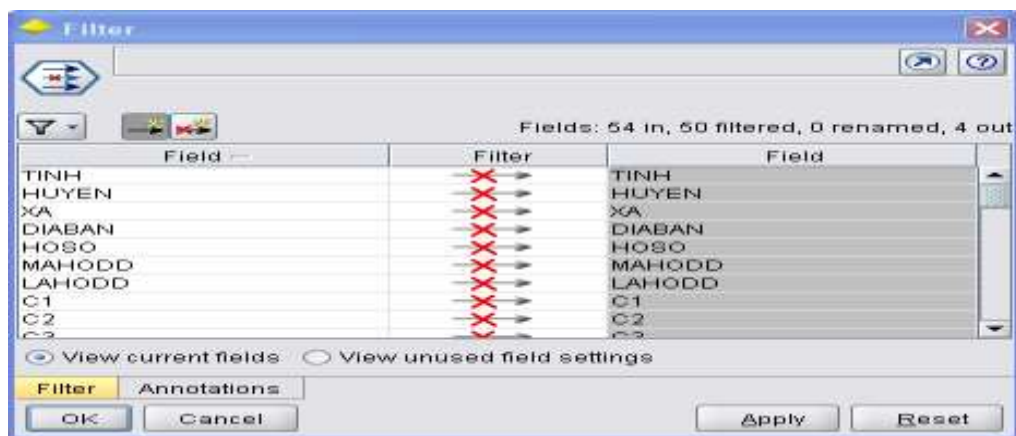 Filter
Fields: 54 in, 50 filtered, 0 renamed, 4 out
Field Filter Field
TINH TINH
HUYEN HUYEN
XA XA
DIABAN DIABAN
HOSO HOSO
MAHODD MAHODD
LAHODD LAHODD
C1 C1
C2 C2
View current fields View unused field settings
Filter Annotations
OK Cancel Apply Reset